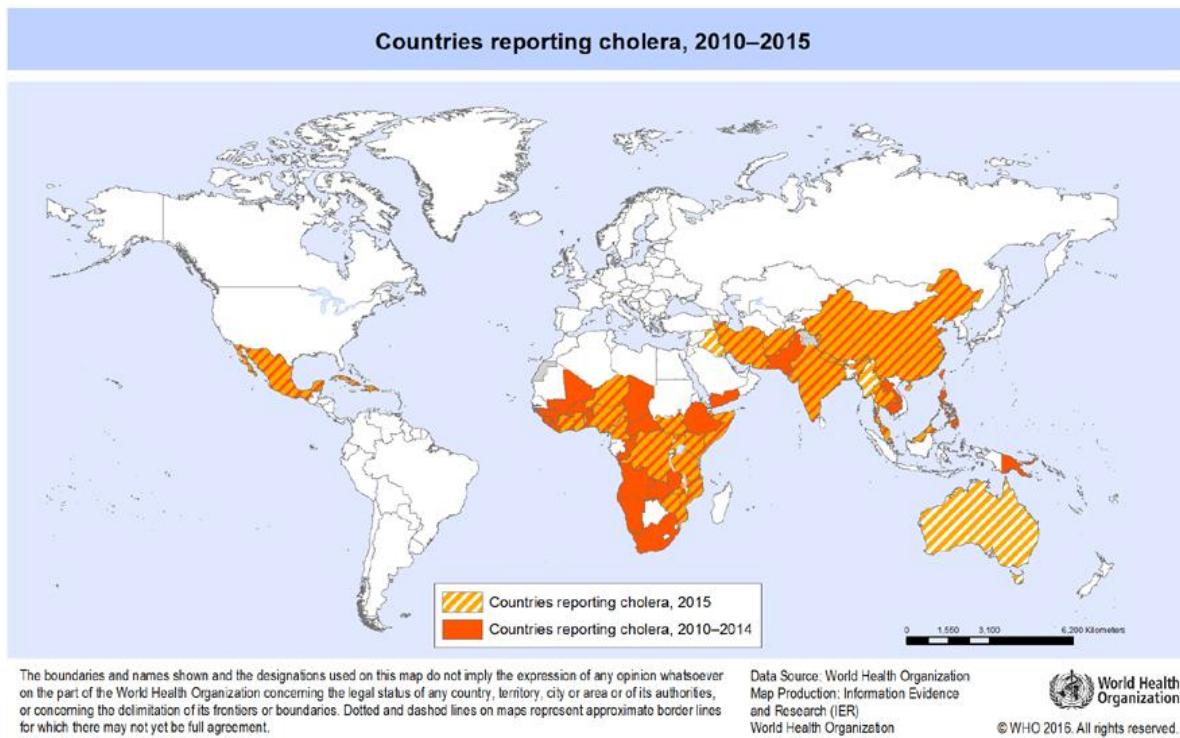 Countries reporting cholera, 2010–2015
Countries reporting cholera, 2015
Countries reporting cholera, 2010–2014
0 1,550 3,100 6,200 Kilometers
The boundaries and names shown and the designations used on this map do not imply the expression of any opinion whatsoever
on the part of the World Health Organization concerning the legal status of any country, territory, city or area or of its authorities,
or concerning the delimitation of its frontiers or boundaries. Dotted and dashed lines on maps represent approximate border lines
for which there may not yet be full agreement.
Data Source: World Health Organization
Map Production: Information Evidence
and Research (IER)
World Health Organization
World Health
Organization
© WHO 2016. All rights reserved.